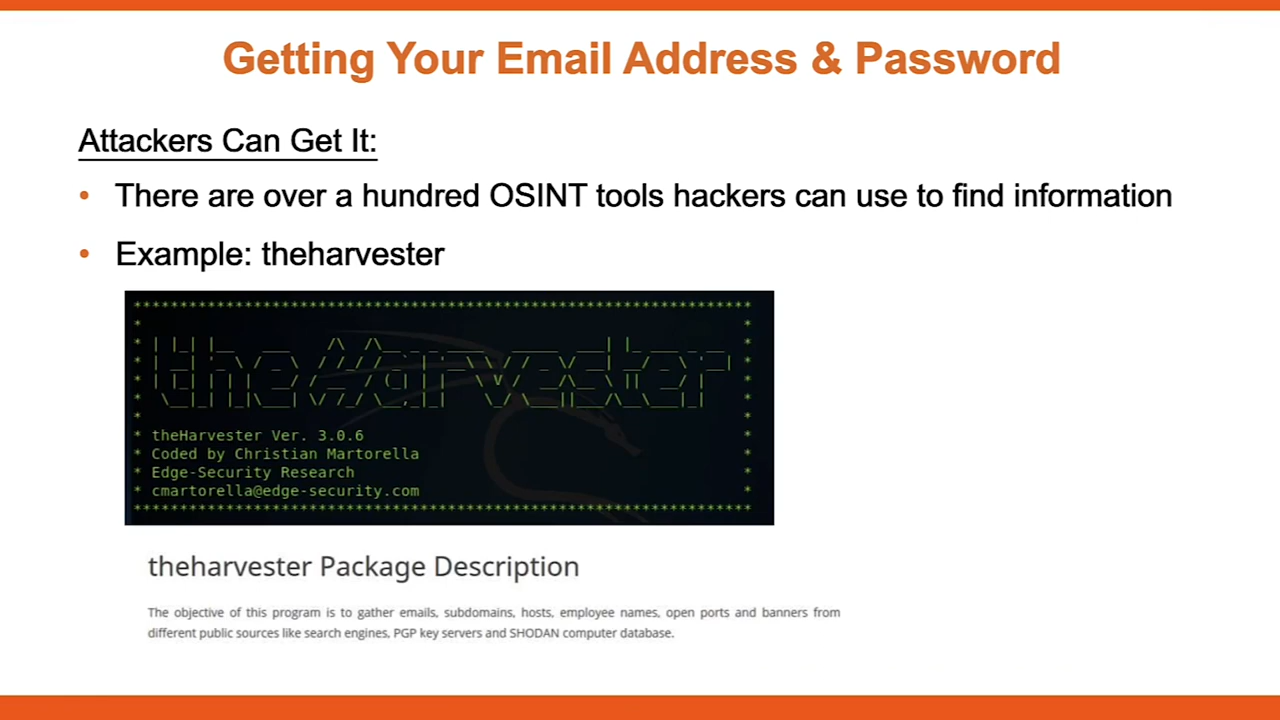 Getting Your Email Address & Password
Attackers Can Get It:
• There are over a hundred OSINT tools hackers can use to find information
• Example: theharvester
*******************************************************************
theHarvester
* theHarvester Ver. 3.0.6 *
* Coded by Christian Martorella *
* Edge-Security Research *
* cmartorella@edge-security.com *
*******************************************************************
theharvester Package Description
The objective of this program is to gather emails, subdomains, hosts, employee names, open ports and banners from
different public sources like search engines, PGP key servers and SHODAN computer database.